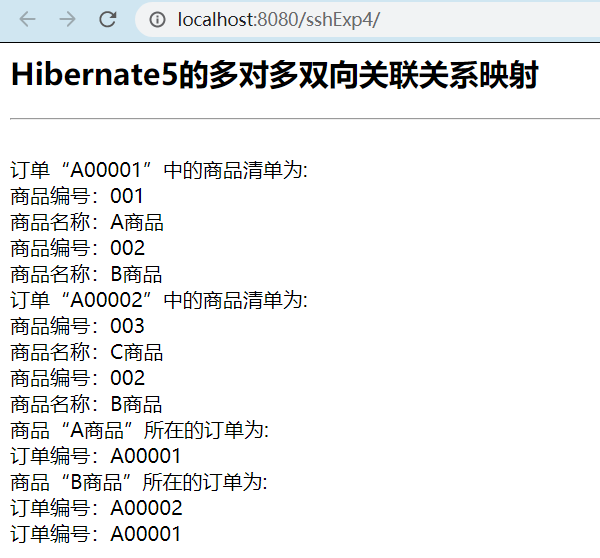 localhost:8080/sshExp4/
Hibernate5的多对多双向关联关系映射
订单“A00001”中的商品清单为:
商品编号：001
商品名称：A商品
商品编号：002
商品名称：B商品
订单“A00002”中的商品清单为:
商品编号：003
商品名称：C商品
商品编号：002
商品名称：B商品
商品“A商品”所在的订单为:
订单编号：A00001
商品“B商品”所在的订单为:
订单编号：A00002
订单编号：A00001